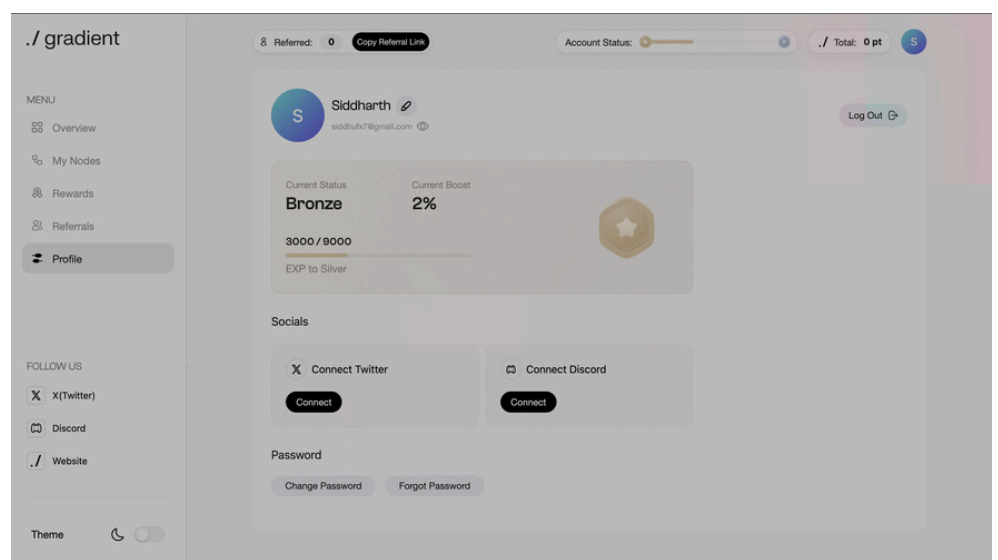 ./ gradient
MENU
Overview
My Nodes
Rewards
Referrals
Profile
FOLLOW US
X(Twitter)
Discord
./ Website
Theme
Referred: 0 Copy Referral Link
Account Status:
./ Total: 0 pt S
S
Siddharth
siddhufx7@gmail.com
Log Out
Current Status Current Boost
Bronze 2%
3000/9000
EXP to Silver
Socials
Connect Twitter
Connect
Connect Discord
Connect
Password
Change Password Forgot Password